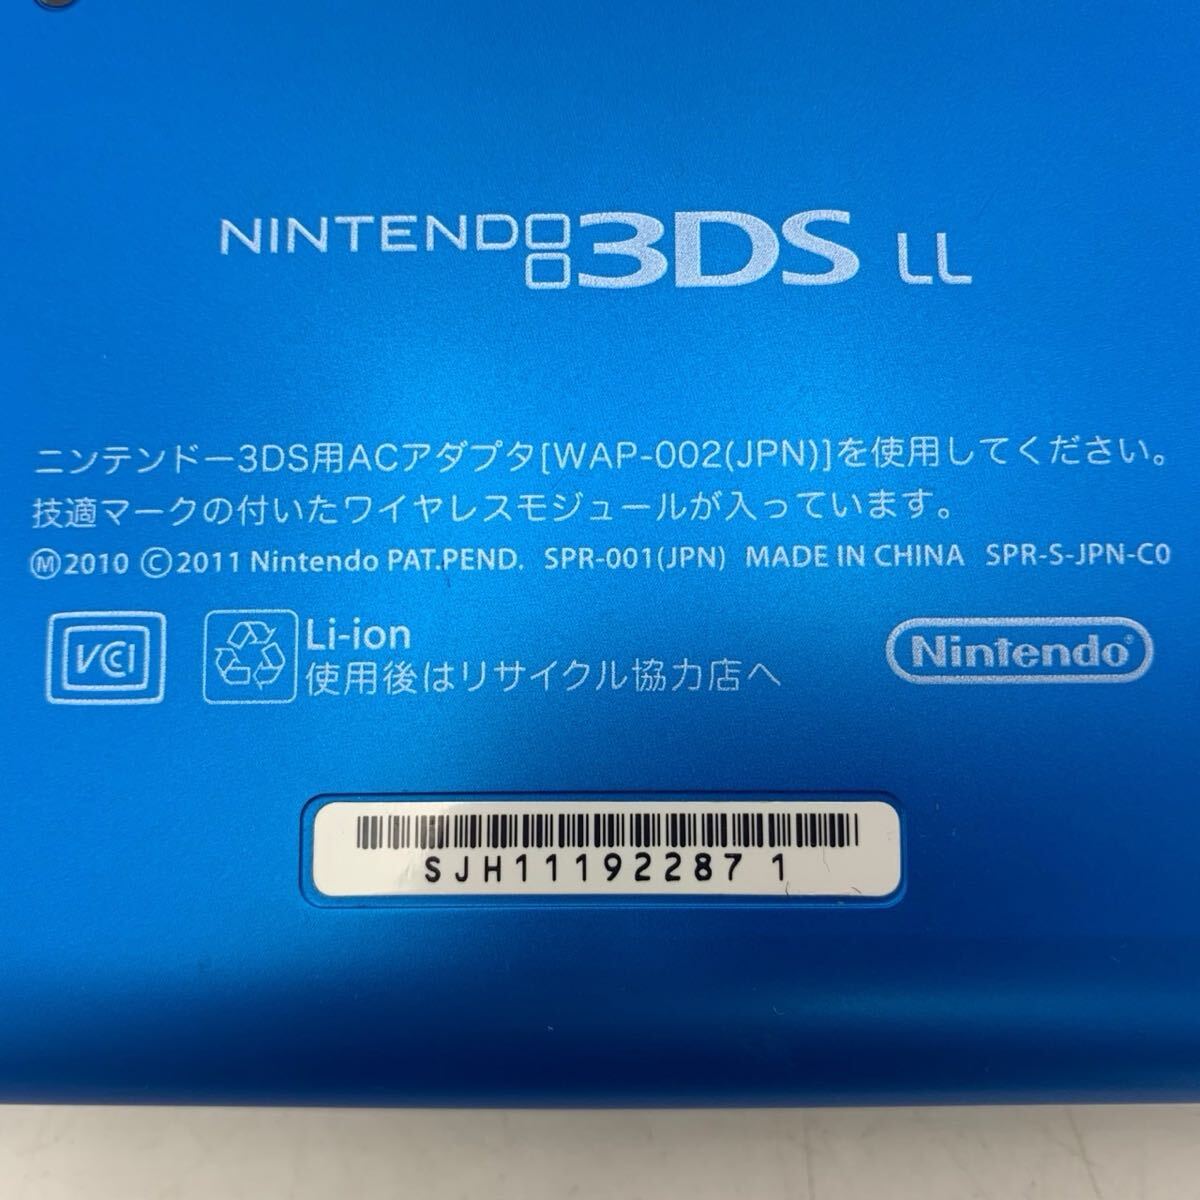 NINTENDO 3DS LL
ニンテンドー3DS用ACアダプタ[WAP-002(JPN)]を使用してください。
技適マークの付いたワイヤレスモジュールが入っています。
Ⓜ2010 ©2011 Nintendo PAT.PEND. SPR-001(JPN) MADE IN CHINA SPR-S-JPN-C0
VCCI
Li-ion
使用後はリサイクル協力店へ
Nintendo®
SJH11192287 1